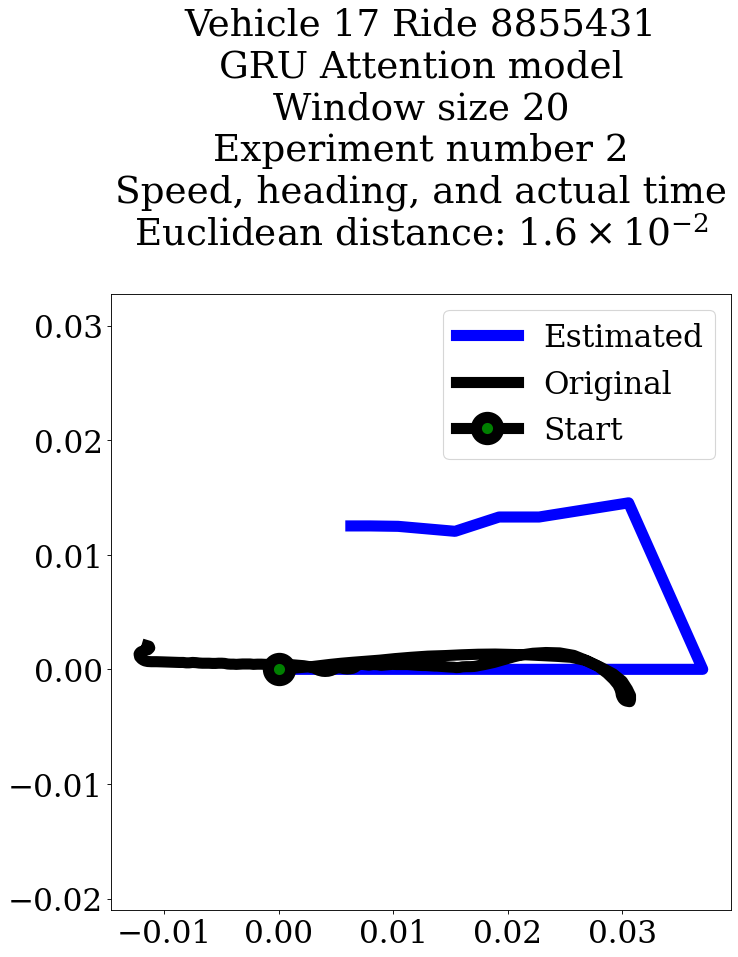 Vehicle 17 Ride 8855431
GRU Attention model
Window size 20
Experiment number 2
Speed, heading, and actual time
Euclidean distance: 1.6 × 10⁻²
Estimated
Original
Start
0.03
0.02
0.01
0.00
−0.01
−0.02
−0.01 0.00 0.01 0.02 0.03